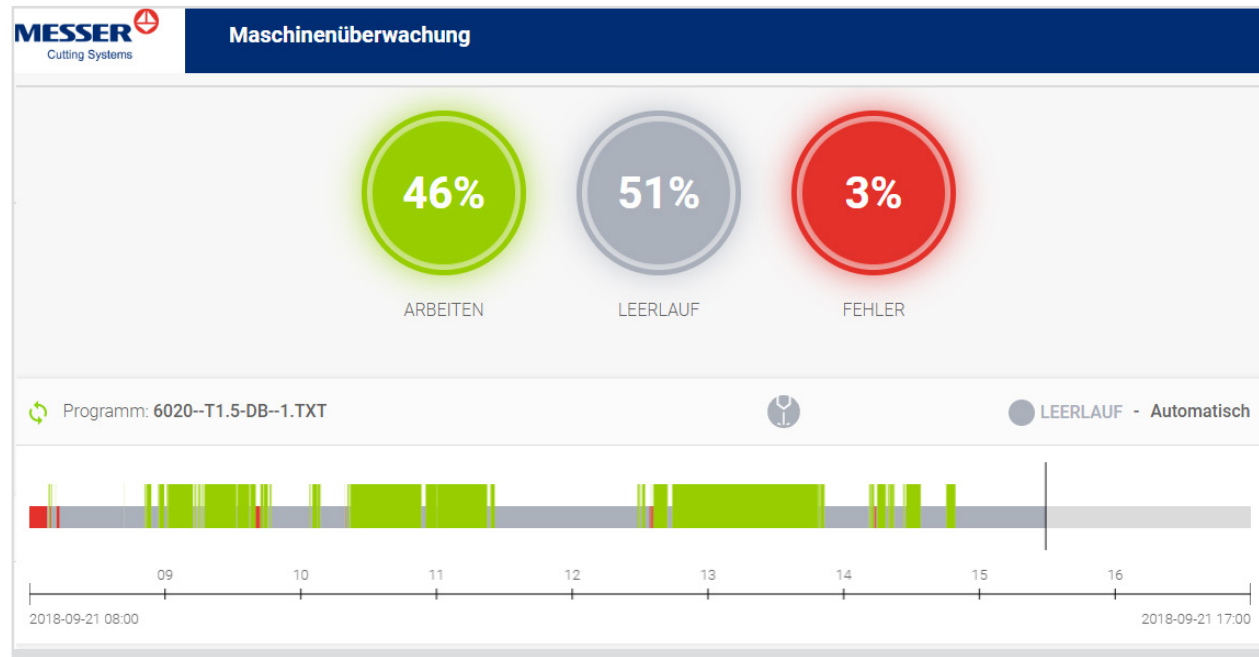 MESSER
Cutting Systems
Maschinenüberwachung
46% 51% 3%
ARBEITEN LEERLAUF FEHLER
Programm: 6020--T1.5-DB--1.TXT LEERLAUF - Automatisch
09 10 11 12 13 14 15 16
2018-09-21 08:00 2018-09-21 17:00